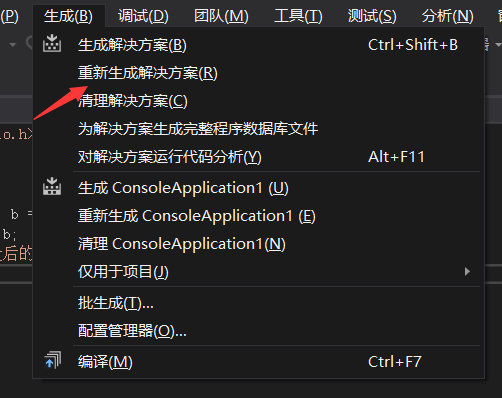 (P) 生成(B) 调试(D) 团队(M) 工具(T) 测试(S) 分析(N)
生成解决方案(B) Ctrl+Shift+B
重新生成解决方案(R)
清理解决方案(C)
io.h>
为解决方案生成完整程序数据库文件
对解决方案运行代码分析(Y) Alt+F11
生成 ConsoleApplication1 (U)
b = 重新生成 ConsoleApplication1 (E)
b; 清理 ConsoleApplication1(N)
后的
仅用于项目(J)
批生成(T)...
配置管理器(O)...
编译(M) Ctrl+F7